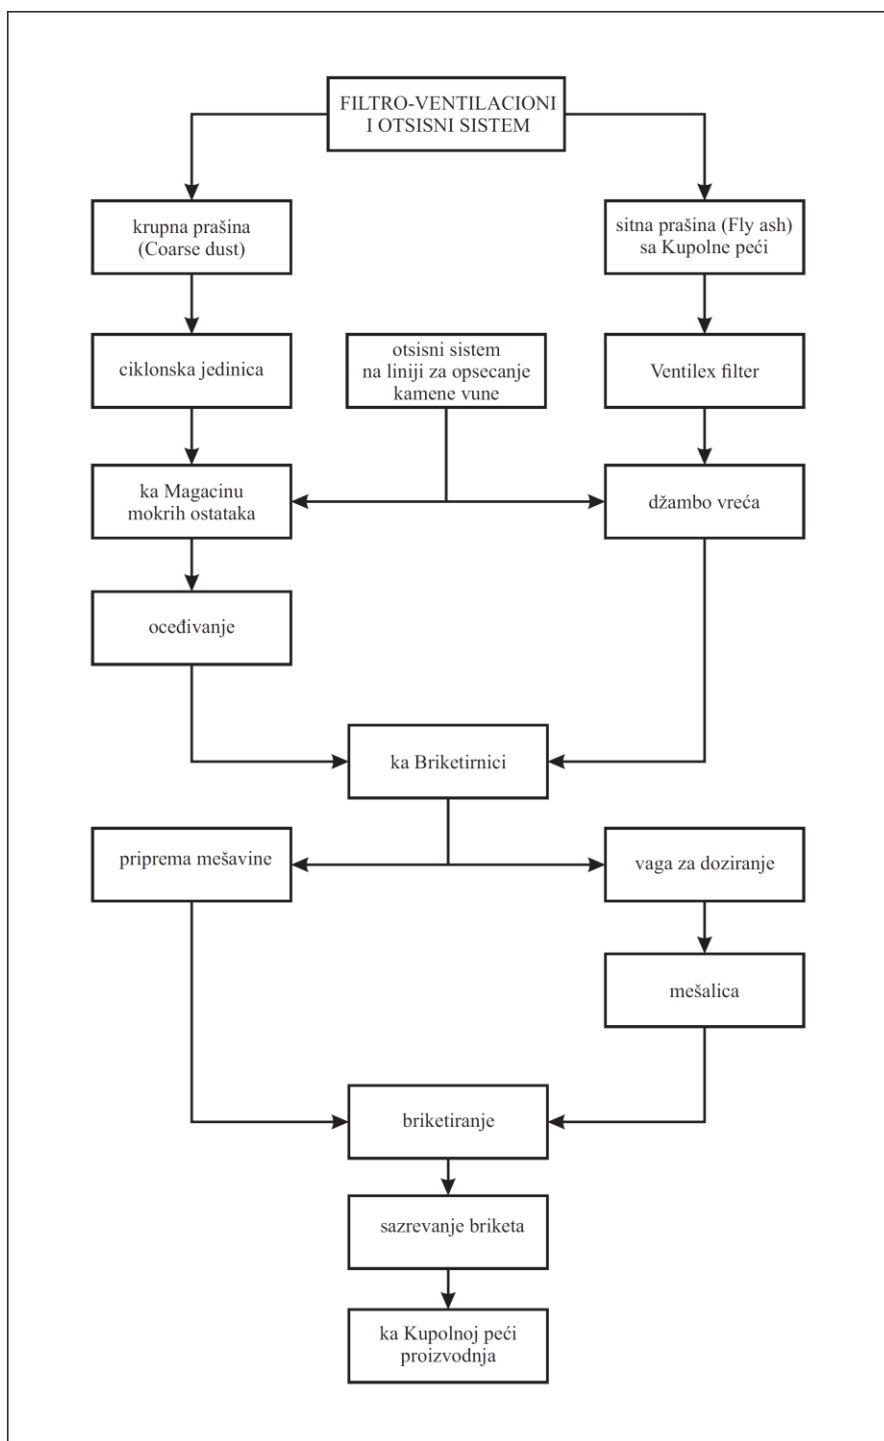 FILTRO-VENTILACIONI
I OTSISNI SISTEM
krupna prašina
(Coarse dust)
sitna prašina (Fly ash)
sa Kupolne peći
ciklonska jedinica
otsisni sistem
na liniji za opsecanje
kamene vune
Ventilex filter
ka Magacinu
mokrih ostataka
džambo vreća
oceđivanje
ka Briketirnici
priprema mešavine
vaga za doziranje
mešalica
briketiranje
sazrevanje briketa
ka Kupolnoj peći
proizvodnja